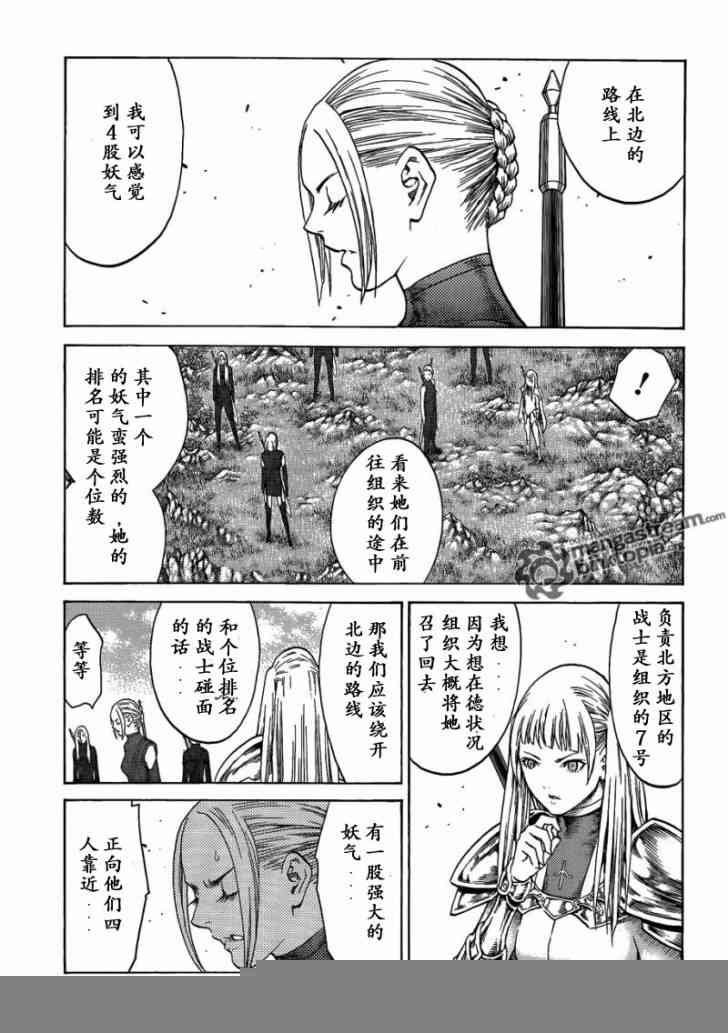 在北边的
路线上
我可以感觉
到4股妖气
！
看来她们在前
往组织的途中
其中一个
的妖气蛮强烈的,她的
排名可能是个位数
mangastream.com
负责北方地区的
战士是组织的7号
我想...
因为想在德状况
组织大概将她
召了回去
那我们应该绕开
北边的路线
和个位排名
的战士碰面
的话....
等等
有一股强大的
妖气....
正向他们四
人靠近....